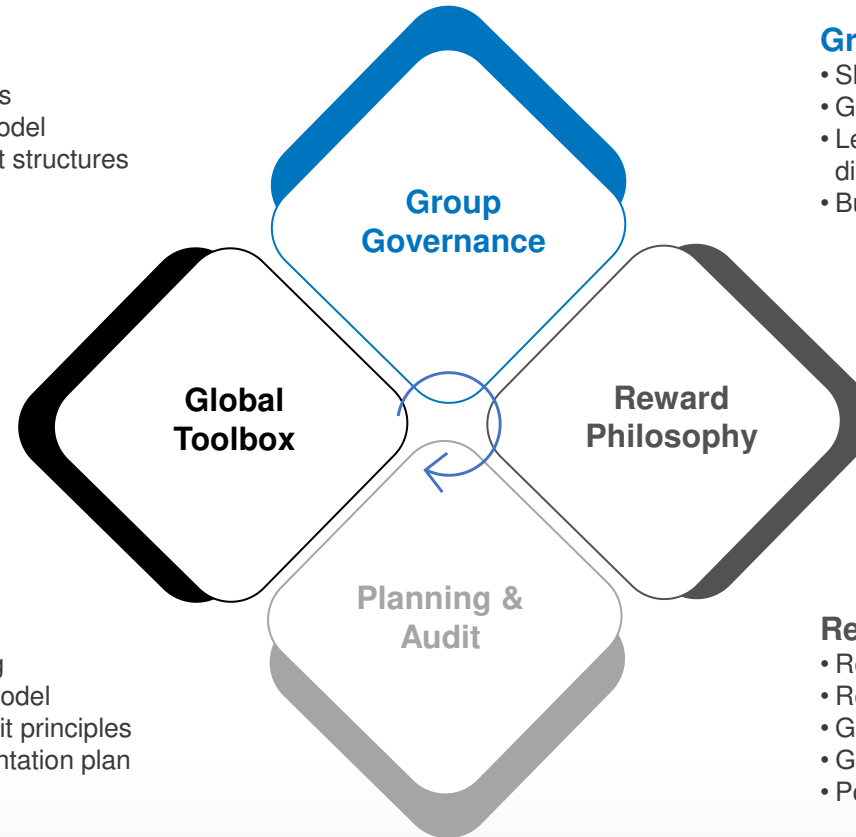 s
odel
t structures
Gr
• Sl
• G
• Le
di
• Bu
Group
Governance
Global
Toolbox
Reward
Philosophy
Planning &
Audit
g
odel
it principles
ntation plan
Re
• Re
• Re
• G
• G
• Po